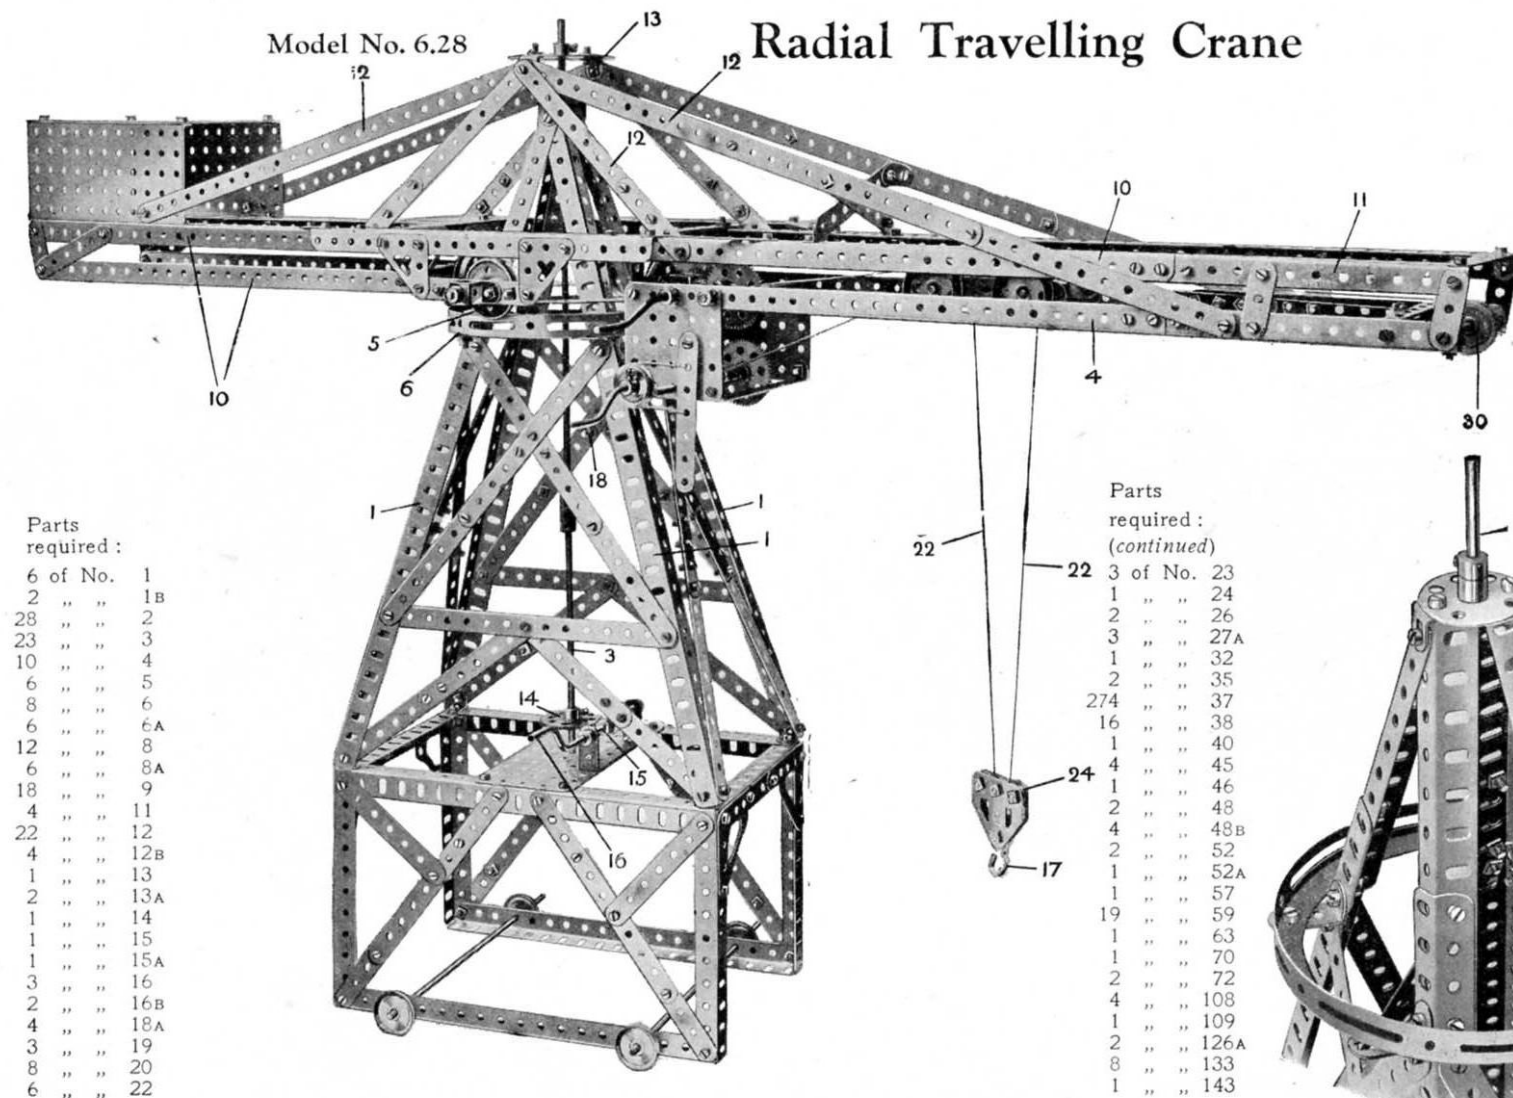 Model No. 6.28
Radial Travelling Crane
13
12
12
12
10
11
5
6
10
4
30
18
1
1
1
22
22
3
14
15
16
24
17
Parts
required :
6 of No. 1
2 „ „ 1B
28 „ „ 2
23 „ „ 3
10 „ „ 4
6 „ „ 5
8 „ „ 6
6 „ „ 6A
12 „ „ 8
6 „ „ 8A
18 „ „ 9
4 „ „ 11
22 „ „ 12
4 „ „ 12B
1 „ „ 13
2 „ „ 13A
1 „ „ 14
1 „ „ 15
1 „ „ 15A
3 „ „ 16
2 „ „ 16B
4 „ „ 18A
3 „ „ 19
8 „ „ 20
6 „ „ 22
Parts
required :
(continued)
3 of No. 23
1 „ „ 24
2 „ „ 26
3 „ „ 27A
1 „ „ 32
2 „ „ 35
274 „ „ 37
16 „ „ 38
1 „ „ 40
4 „ „ 45
1 „ „ 46
2 „ „ 48
4 „ „ 48B
2 „ „ 52
1 „ „ 52A
1 „ „ 57
19 „ „ 59
1 „ „ 63
1 „ „ 70
2 „ „ 72
4 „ „ 108
1 „ „ 109
2 „ „ 126A
8 „ „ 133
1 „ „ 143